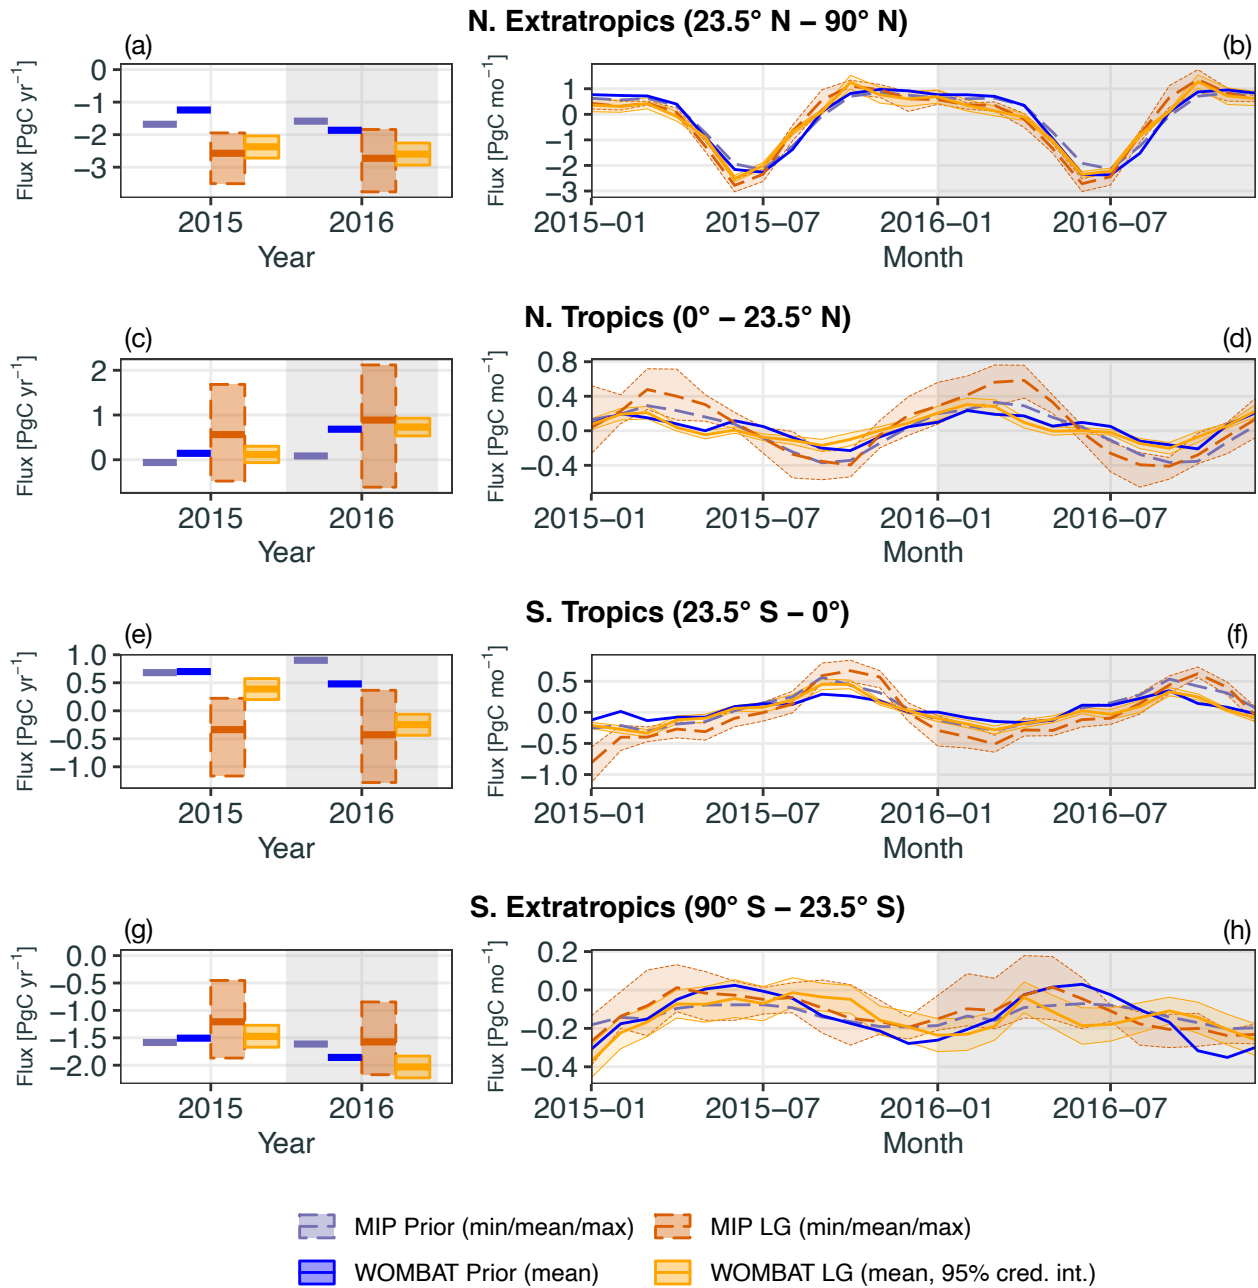 N. Extratropics (23.5° N – 90° N)
(a)
(b)
Flux [PgC yr⁻¹]
0
−1
−2
−3
2015
2016
Year
Flux [PgC mo⁻¹]
1
0
−1
−2
−3
2015−01
2015−07
2016−01
2016−07
Month
N. Tropics (0° – 23.5° N)
(c)
(d)
Flux [PgC yr⁻¹]
2
1
0
2015
2016
Year
Flux [PgC mo⁻¹]
0.8
0.4
0.0
−0.4
2015−01
2015−07
2016−01
2016−07
Month
S. Tropics (23.5° S – 0°)
(e)
(f)
Flux [PgC yr⁻¹]
1.0
0.5
0.0
−0.5
−1.0
2015
2016
Year
Flux [PgC mo⁻¹]
0.5
0.0
−0.5
−1.0
2015−01
2015−07
2016−01
2016−07
Month
S. Extratropics (90° S – 23.5° S)
(g)
(h)
Flux [PgC yr⁻¹]
0.0
−0.5
−1.0
−1.5
−2.0
2015
2016
Year
Flux [PgC mo⁻¹]
0.2
0.0
−0.2
−0.4
2015−01
2015−07
2016−01
2016−07
Month
MIP Prior (min/mean/max)
MIP LG (min/mean/max)
WOMBAT Prior (mean)
WOMBAT LG (mean, 95% cred. int.)